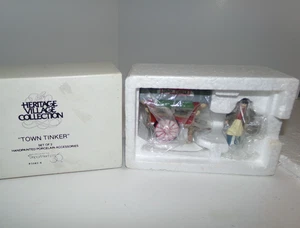 HERITAGE
VILLAGE
COLLECTION
"TOWN TINKER"
SET OF 2
HANDPAINTED PORCELAIN ACCESSORIES